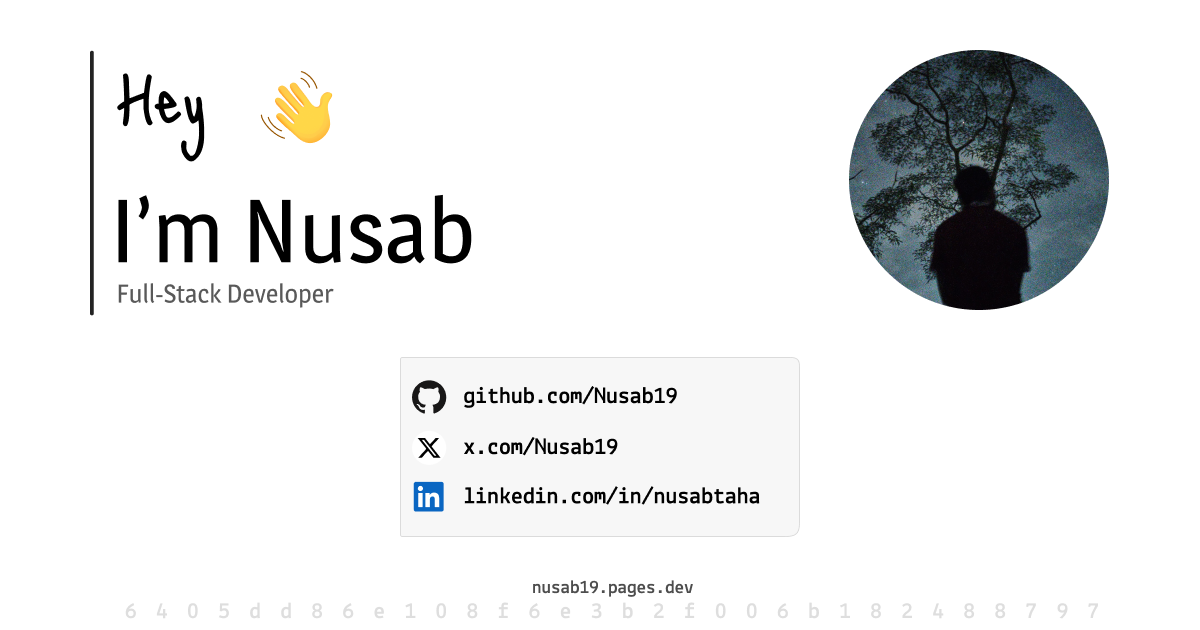 Hey 👋
I'm Nusab
Full-Stack Developer
github.com/Nusab19
x.com/Nusab19
linkedin.com/in/nusabtaha
nusab19.pages.dev
6 4 0 5 d d 8 6 e 1 0 8 f 6 e 3 b 2 f 0 0 6 b 1 8 2 4 8 8 7 9 7